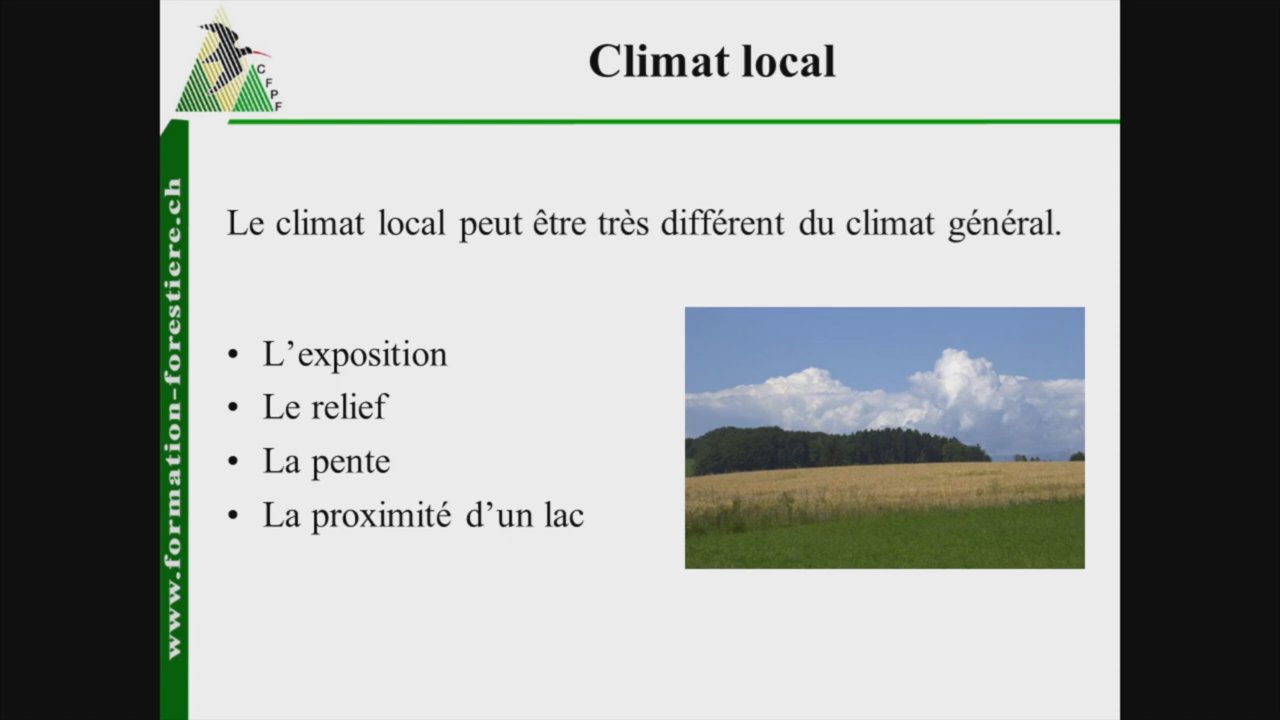 Climat local
C
F
P
F
www.formation-forestiere.ch
Le climat local peut être très différent du climat général.
• L’exposition
• Le relief
• La pente
• La proximité d’un lac